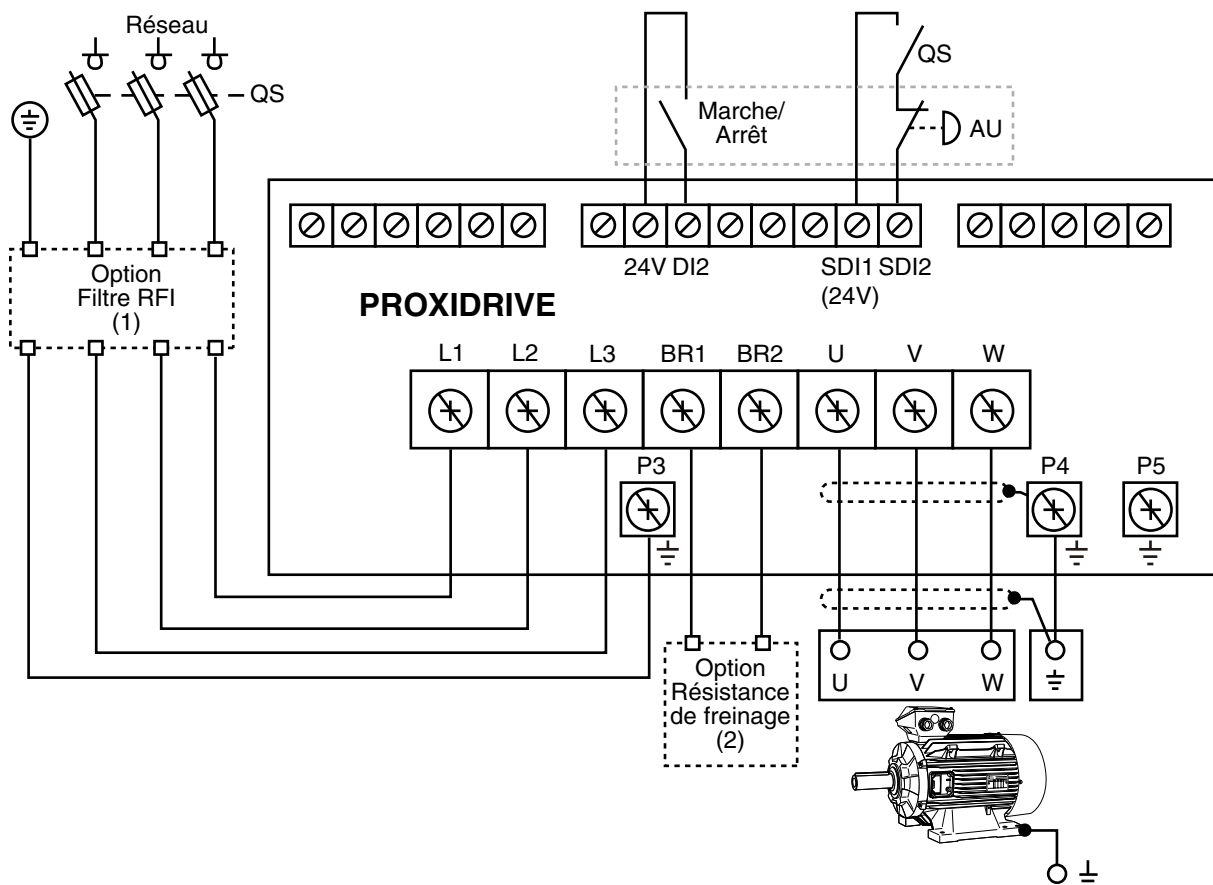 Réseau
QS
QS
Marche/
Arrêt
AU
Option
Filtre RFI
(1)
24V DI2
SDI1 SDI2
(24V)
PROXIDRIVE
L1 L2 L3 BR1 BR2 U V W
P3
P4
P5
Option
Résistance
de freinage
(2)
U V W